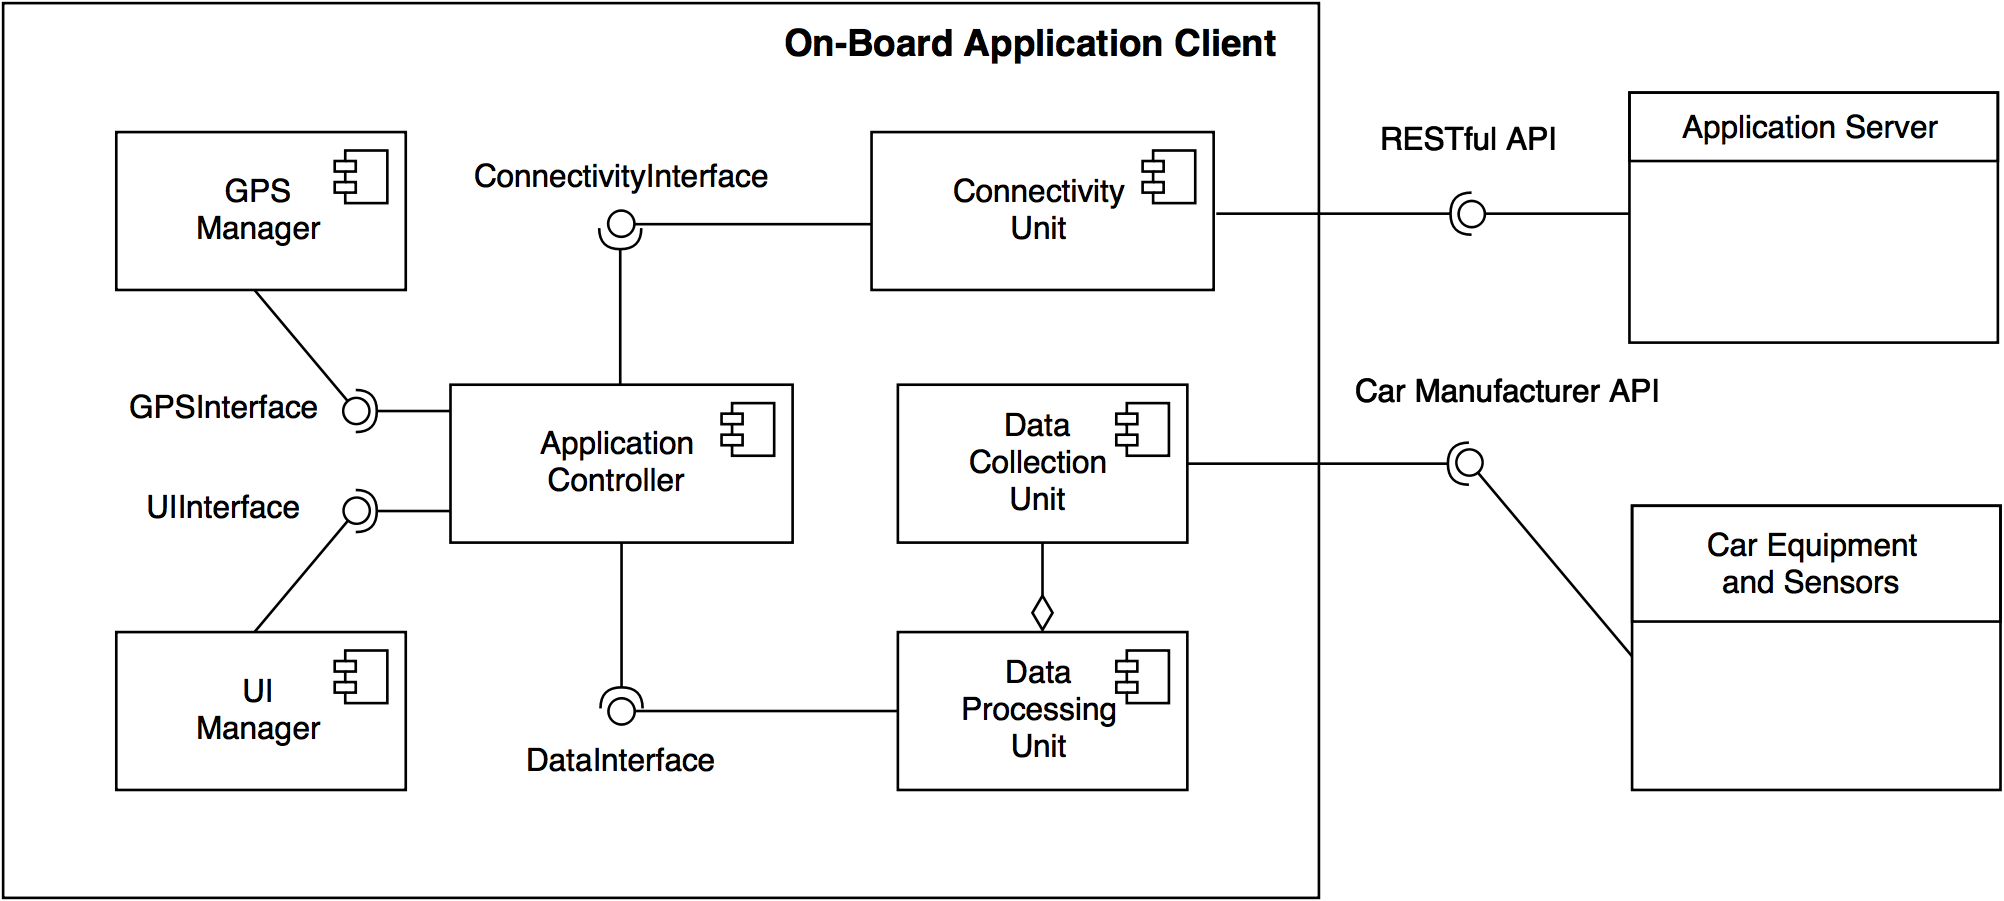 On-Board Application Client
GPS
Manager
ConnectivityInterface
Connectivity
Unit
RESTful API
Application Server
GPSInterface
UIInterface
Application
Controller
Data
Collection
Unit
Car Manufacturer API
Car Equipment
and Sensors
UI
Manager
DataInterface
Data
Processing
Unit